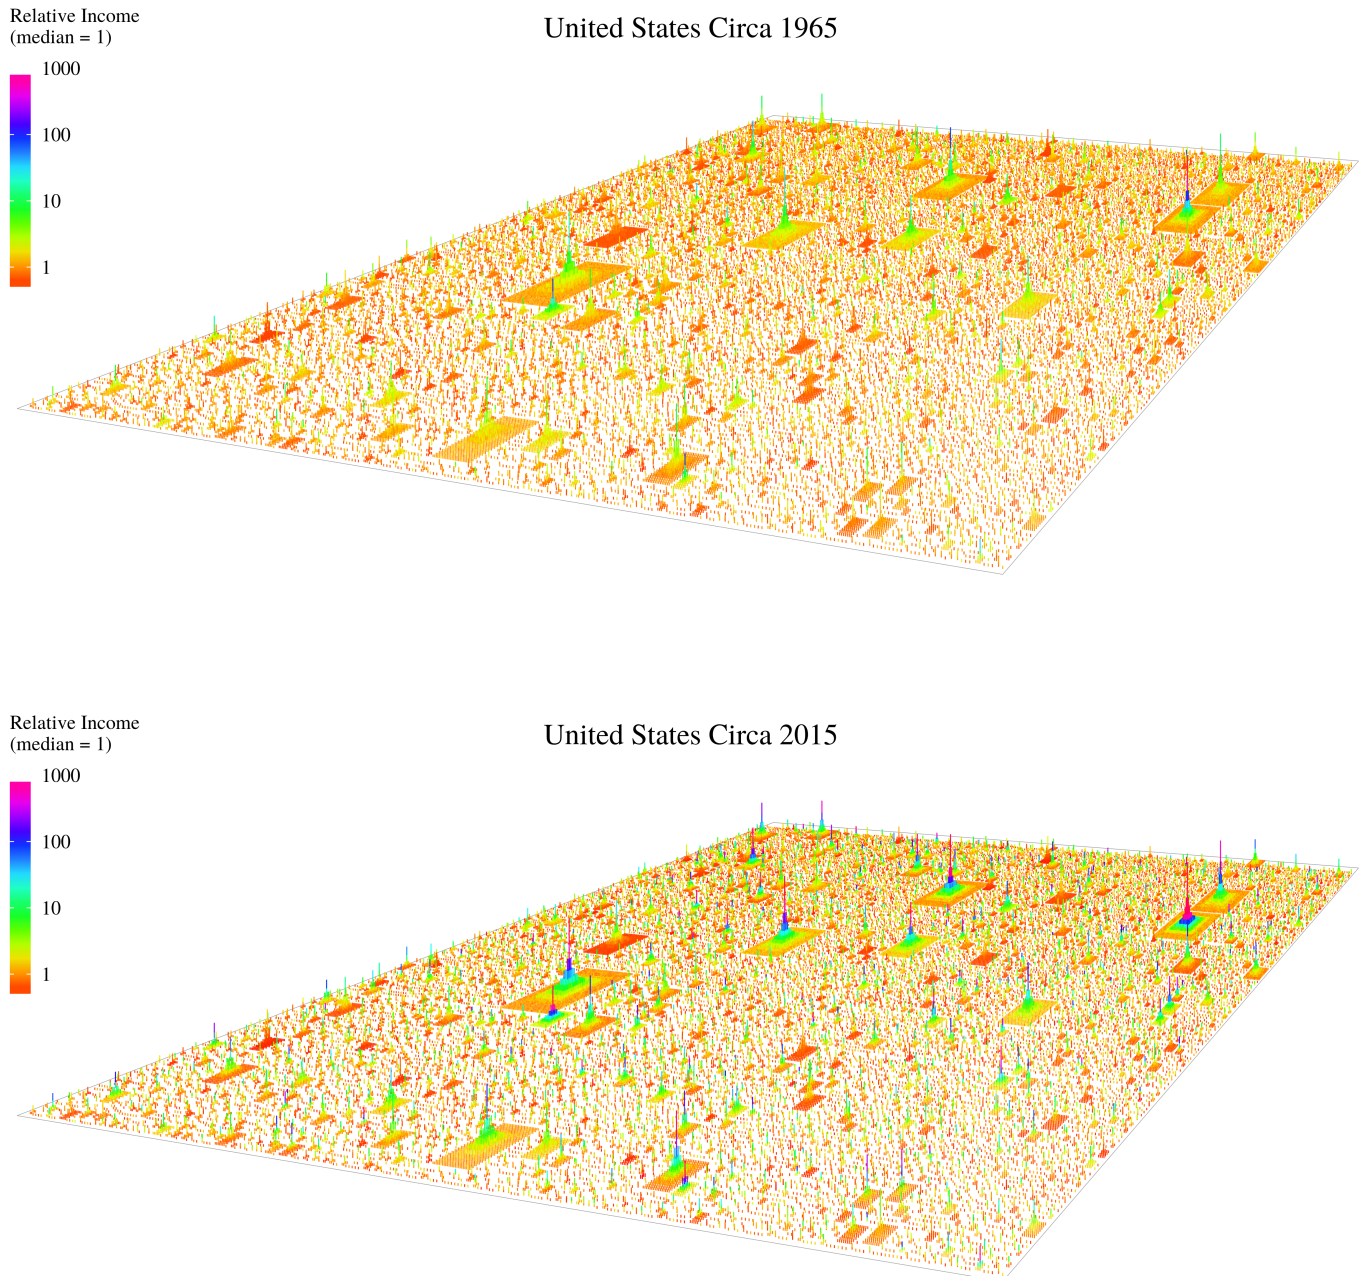 Relative Income
(median = 1)
United States Circa 1965
1000
100
10
1
Relative Income
(median = 1)
United States Circa 2015
1000
100
10
1